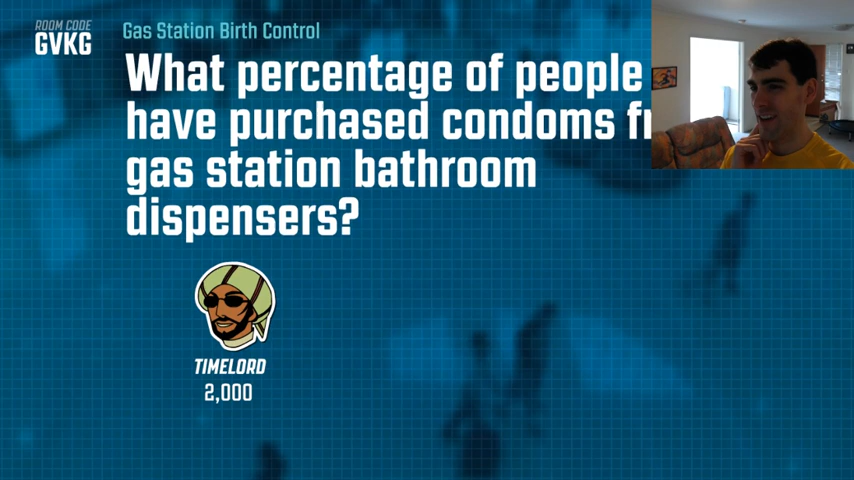 ROOM CODE
GVKG
Gas Station Birth Control
What percentage of people
have purchased condoms fr
gas station bathroom
dispensers?
TIMELORD
2,000